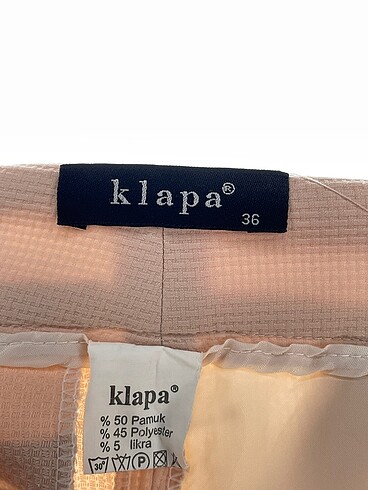 klapa®
36
klapa®
% 50 Pamuk
% 45 Polyester
% 5 likra
30° P